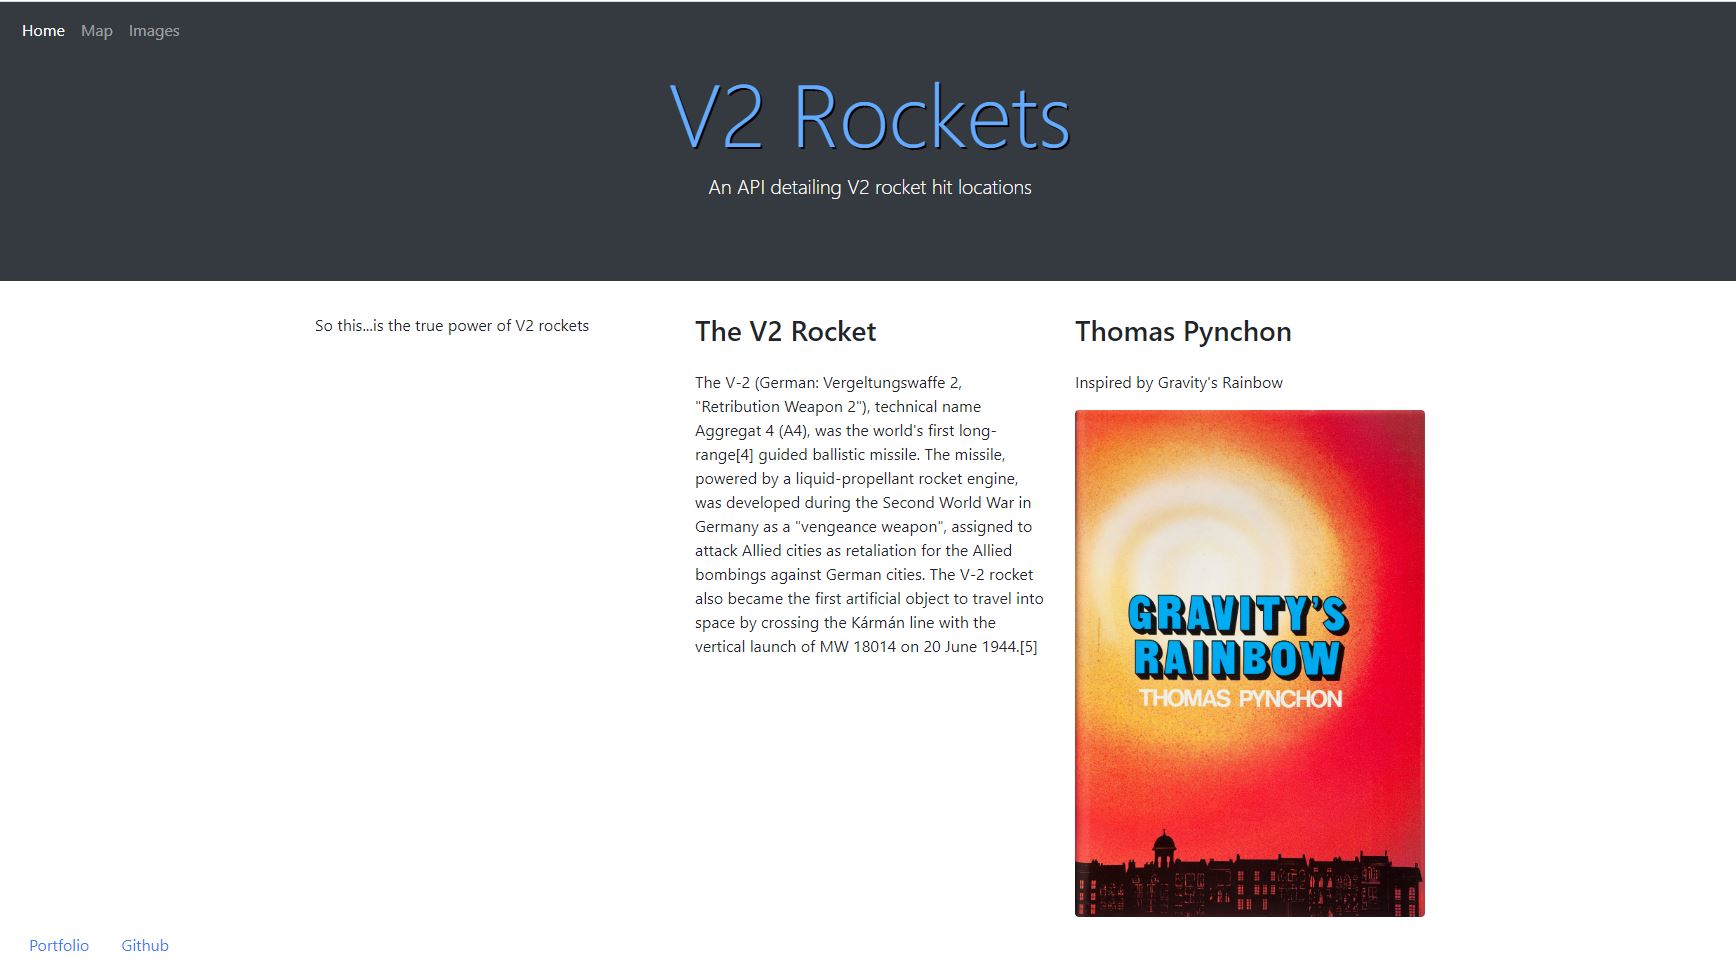 Home Map Images
V2 Rockets
An API detailing V2 rocket hit locations
So this...is the true power of V2 rockets
The V2 Rocket
The V-2 (German: Vergeltungswaffe 2,
"Retribution Weapon 2"), technical name
Aggregat 4 (A4), was the world's first long-
range[4] guided ballistic missile. The missile,
powered by a liquid-propellant rocket engine,
was developed during the Second World War in
Germany as a "vengeance weapon", assigned to
attack Allied cities as retaliation for the Allied
bombings against German cities. The V-2 rocket
also became the first artificial object to travel into
space by crossing the Kármán line with the
vertical launch of MW 18014 on 20 June 1944.[5]
Thomas Pynchon
Inspired by Gravity's Rainbow
GRAVITY'S
RAINBOW
THOMAS PYNCHON
Portfolio Github